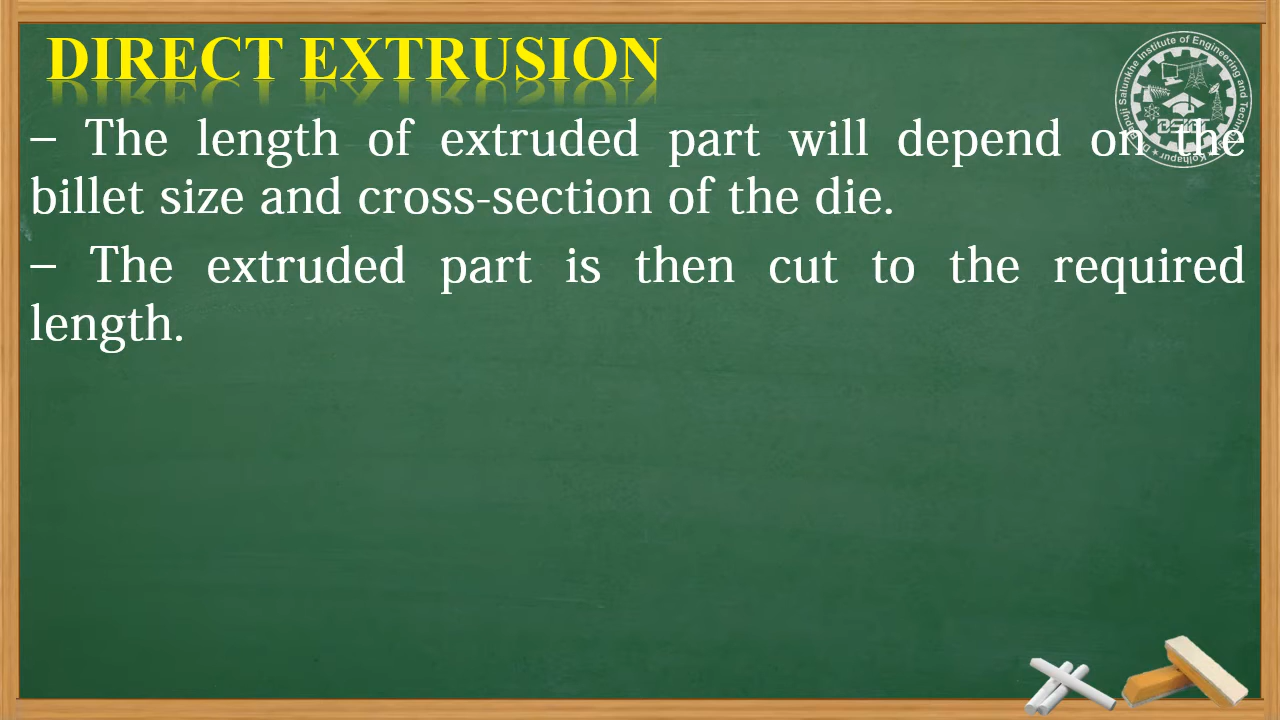 DIRECT EXTRUSION
– The length of extruded part will depend on the
billet size and cross-section of the die.
– The extruded part is then cut to the required
length.